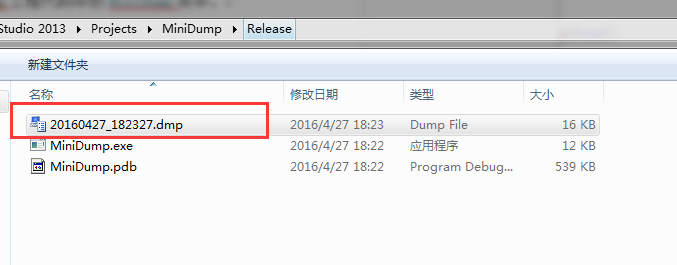 Studio 2013 ▸ Projects ▸ MiniDump ▸ Release
新建文件夹
名称 修改日期 类型 大小
20160427_182327.dmp 2016/4/27 18:23 Dump File 16 KB
MiniDump.exe 2016/4/27 18:22 应用程序 12 KB
MiniDump.pdb 2016/4/27 18:22 Program Debug... 539 KB